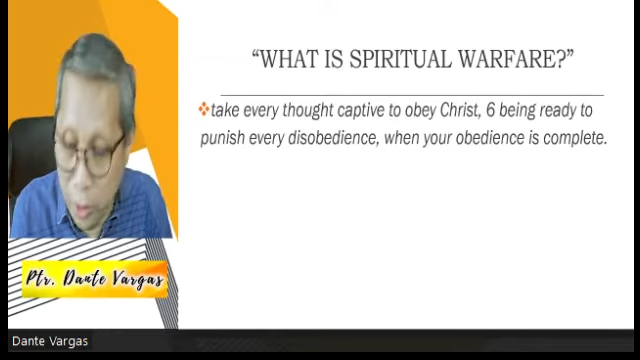 “WHAT IS SPIRITUAL WARFARE?”
❖take every thought captive to obey Christ, 6 being ready to
punish every disobedience, when your obedience is complete.
Ptr. Dante Vargas
Dante Vargas